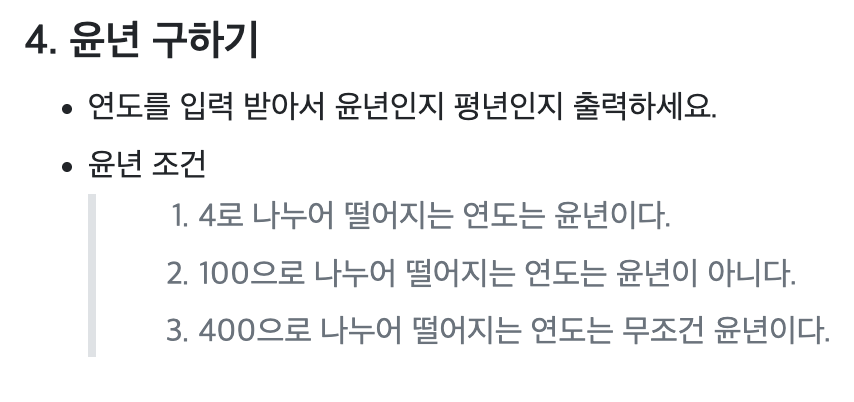 4. 윤년 구하기
• 연도를 입력 받아서 윤년인지 평년인지 출력하세요.
• 윤년 조건
1. 4로 나누어 떨어지는 연도는 윤년이다.
2. 100으로 나누어 떨어지는 연도는 윤년이 아니다.
3. 400으로 나누어 떨어지는 연도는 무조건 윤년이다.